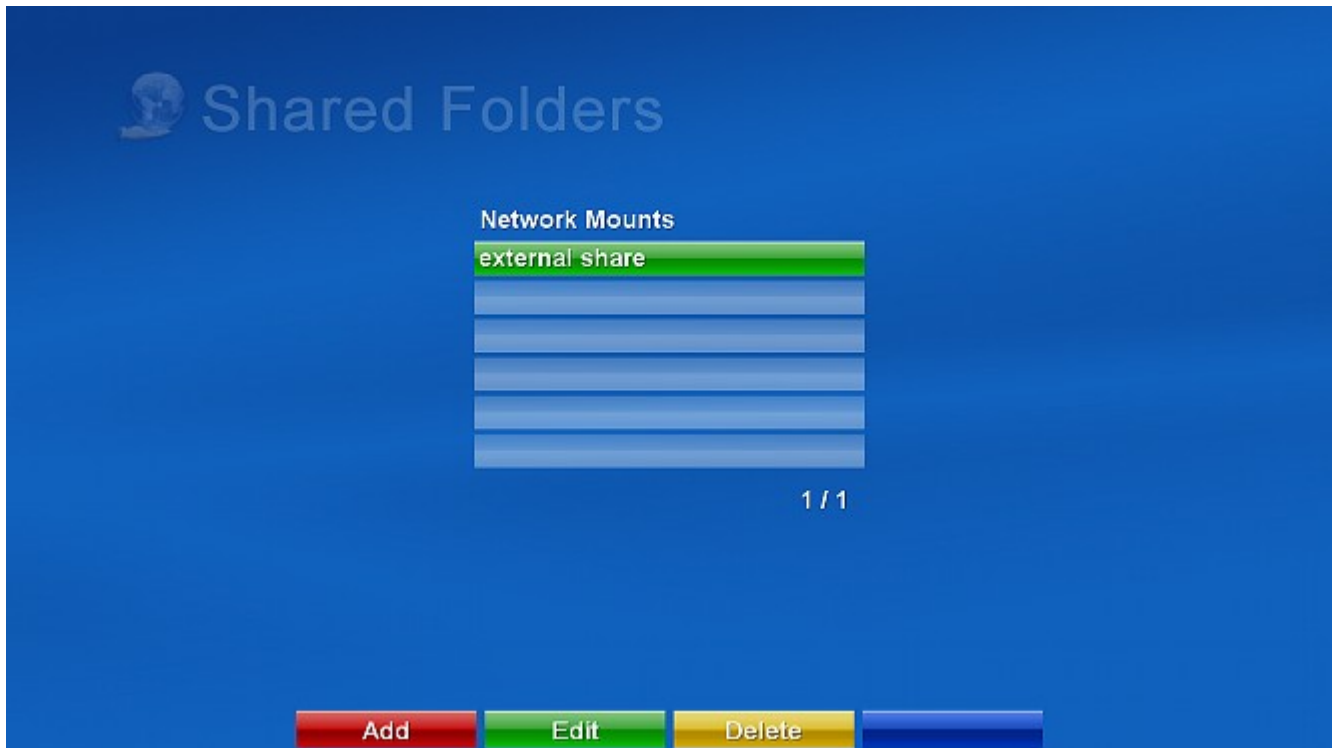 Shared Folders
Network Mounts
external share
1 / 1
Add Edit Delete